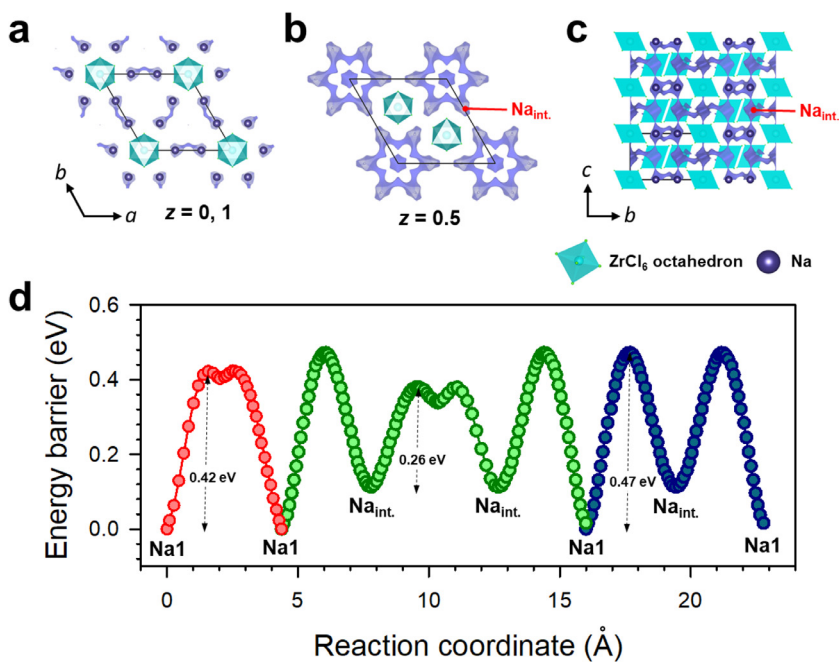 a
b
c
Na_int.
Na_int.
b
a
z = 0, 1
z = 0.5
c
b
ZrCl₆ octahedron
Na
d
Energy barrier (eV)
0.6
0.4
0.2
0.0
0.42 eV
0.26 eV
0.47 eV
Na_int.
Na_int.
Na_int.
Na1
Na1
Na1
Na1
0
5
10
15
20
Reaction coordinate (Å)